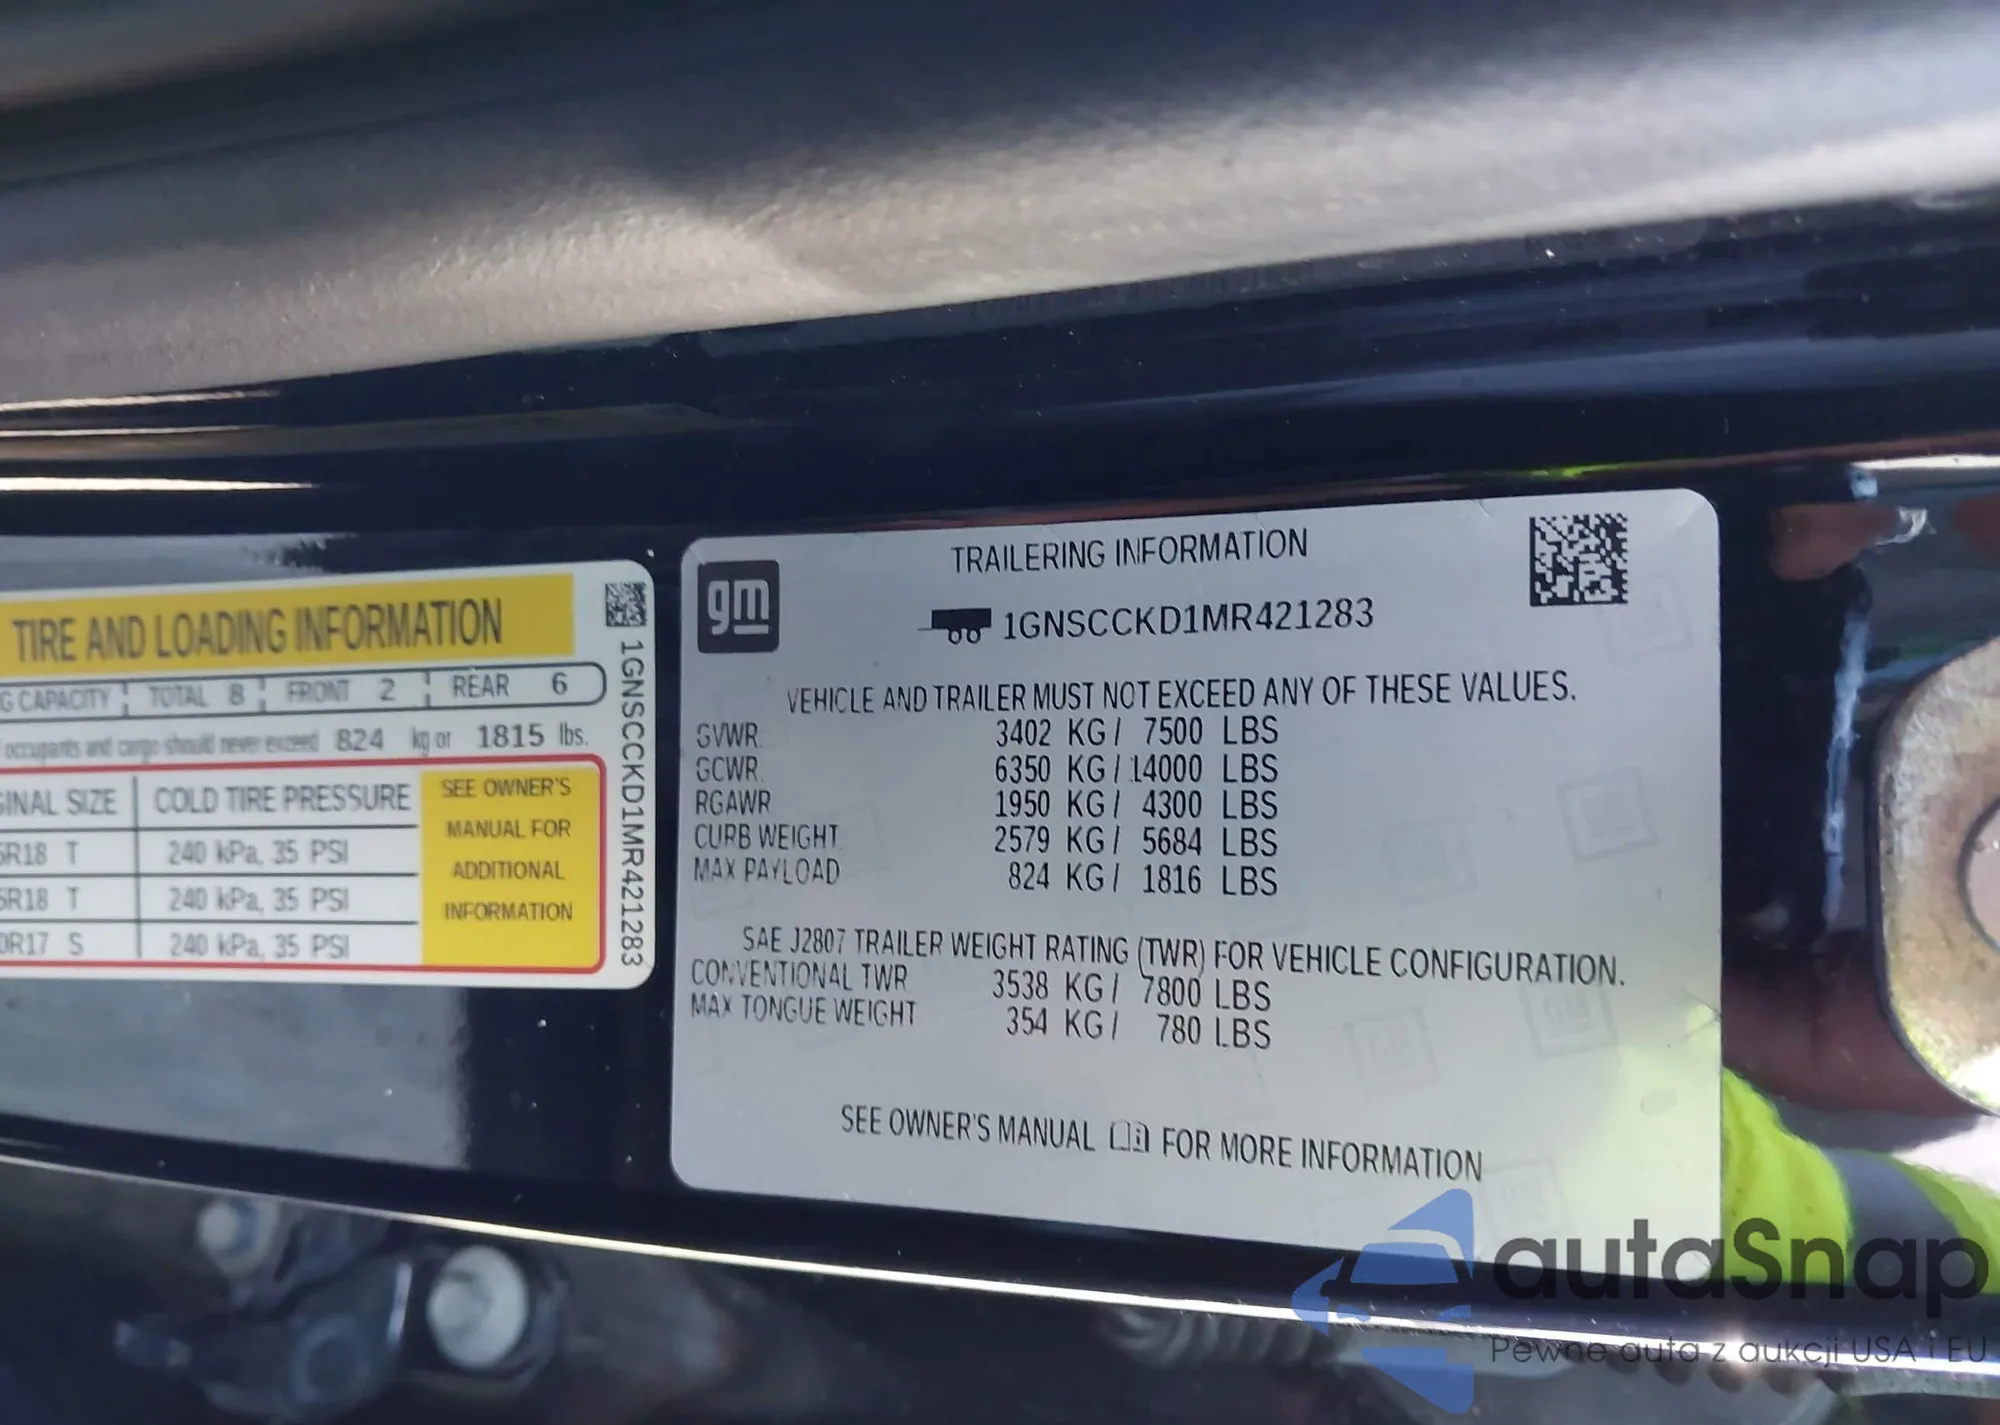 TIRE AND LOADING INFORMATION
G CAPACITY TOTAL 8 FRONT 2 REAR 6
occupants and cargo should never exceed 824 kg or 1815 lbs.
INAL SIZE COLD TIRE PRESSURE
5R18 T 240 kPa, 35 PSI
5R18 T 240 kPa, 35 PSI
0R17 S 240 kPa, 35 PSI
SEE OWNER'S
MANUAL FOR
ADDITIONAL
INFORMATION
1GNSCCKD1MR421283
gm
TRAILERING INFORMATION
1GNSCCKD1MR421283
VEHICLE AND TRAILER MUST NOT EXCEED ANY OF THESE VALUES.
GVWR 3402 KG/ 7500 LBS
GCWR 6350 KG/ 14000 LBS
RGAWR 1950 KG/ 4300 LBS
CURB WEIGHT 2579 KG/ 5684 LBS
MAX PAYLOAD 824 KG/ 1816 LBS
SAE J2807 TRAILER WEIGHT RATING (TWR) FOR VEHICLE CONFIGURATION.
CONVENTIONAL TWR 3538 KG/ 7800 LBS
MAX TONGUE WEIGHT 354 KG/ 780 LBS
SEE OWNER'S MANUAL FOR MORE INFORMATION
autaSnap
Pewne auta z aukcji USA i EU